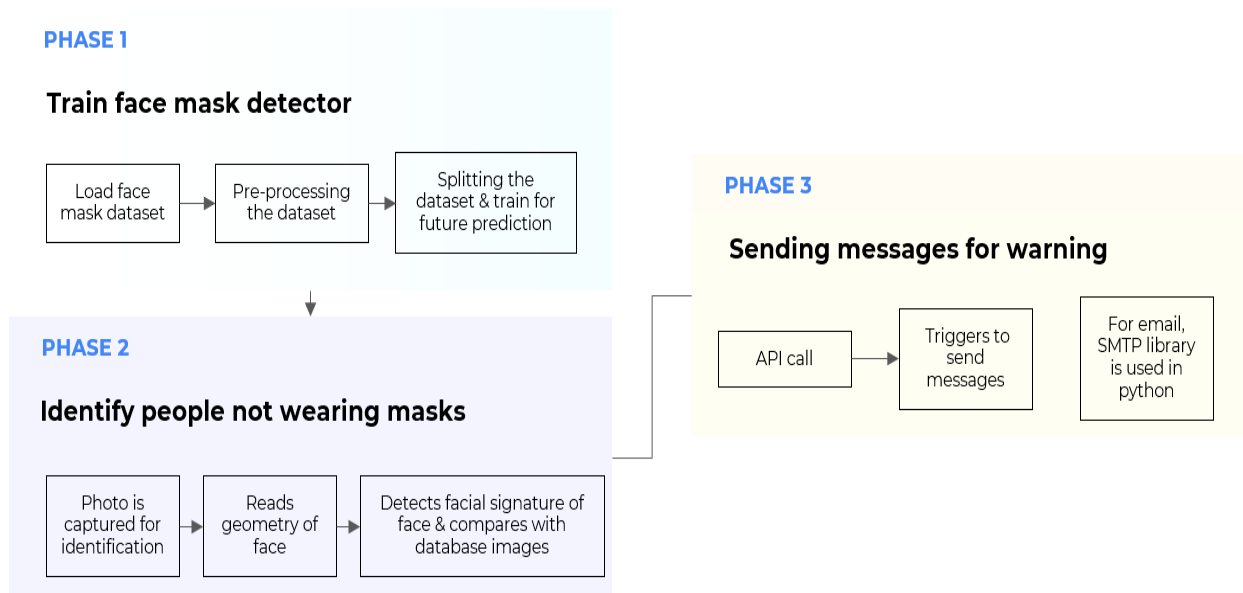 PHASE 1
Train face mask detector
Load face
mask dataset
Pre-processing
the dataset
Splitting the
dataset & train for
future prediction
PHASE 2
Identify people not wearing masks
Photo is
captured for
identification
Reads
geometry of
face
Detects facial signature of
face & compares with
database images
PHASE 3
Sending messages for warning
API call
Triggers to
send
messages
For email,
SMTP library
is used in
python